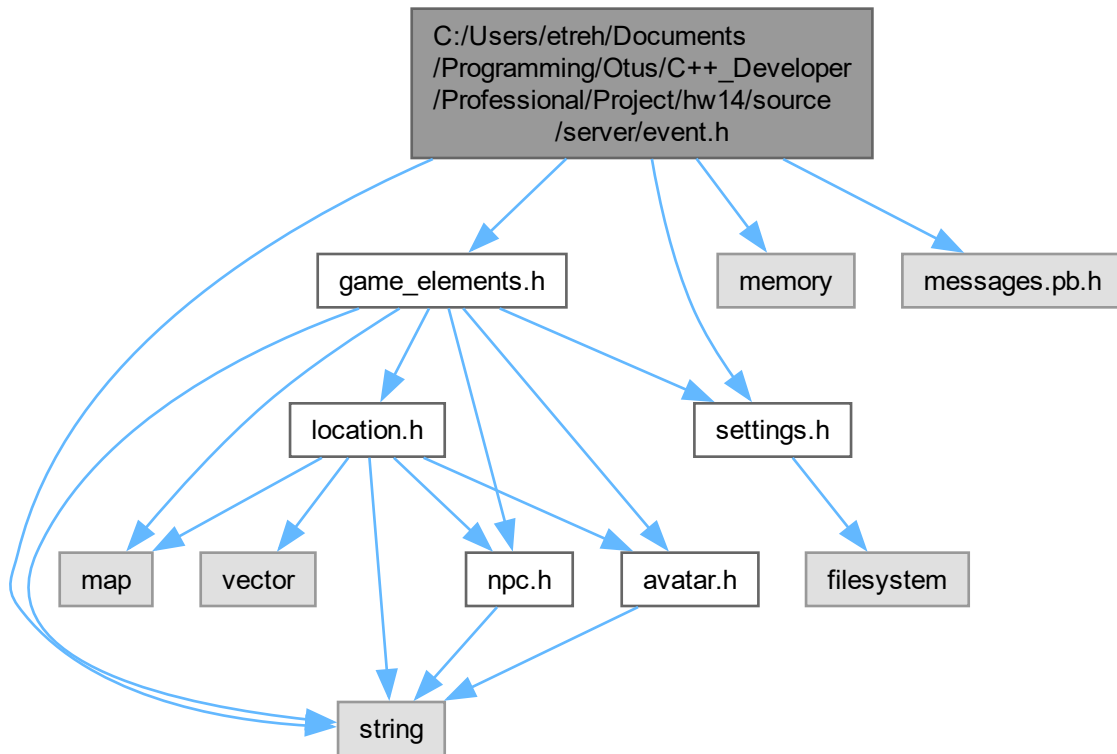 C:/Users/etreh/Documents
/Programming/Otus/C++_Developer
/Professional/Project/hw14/source
/server/event.h
game_elements.h
memory
messages.pb.h
location.h
settings.h
map
vector
npc.h
avatar.h
filesystem
string